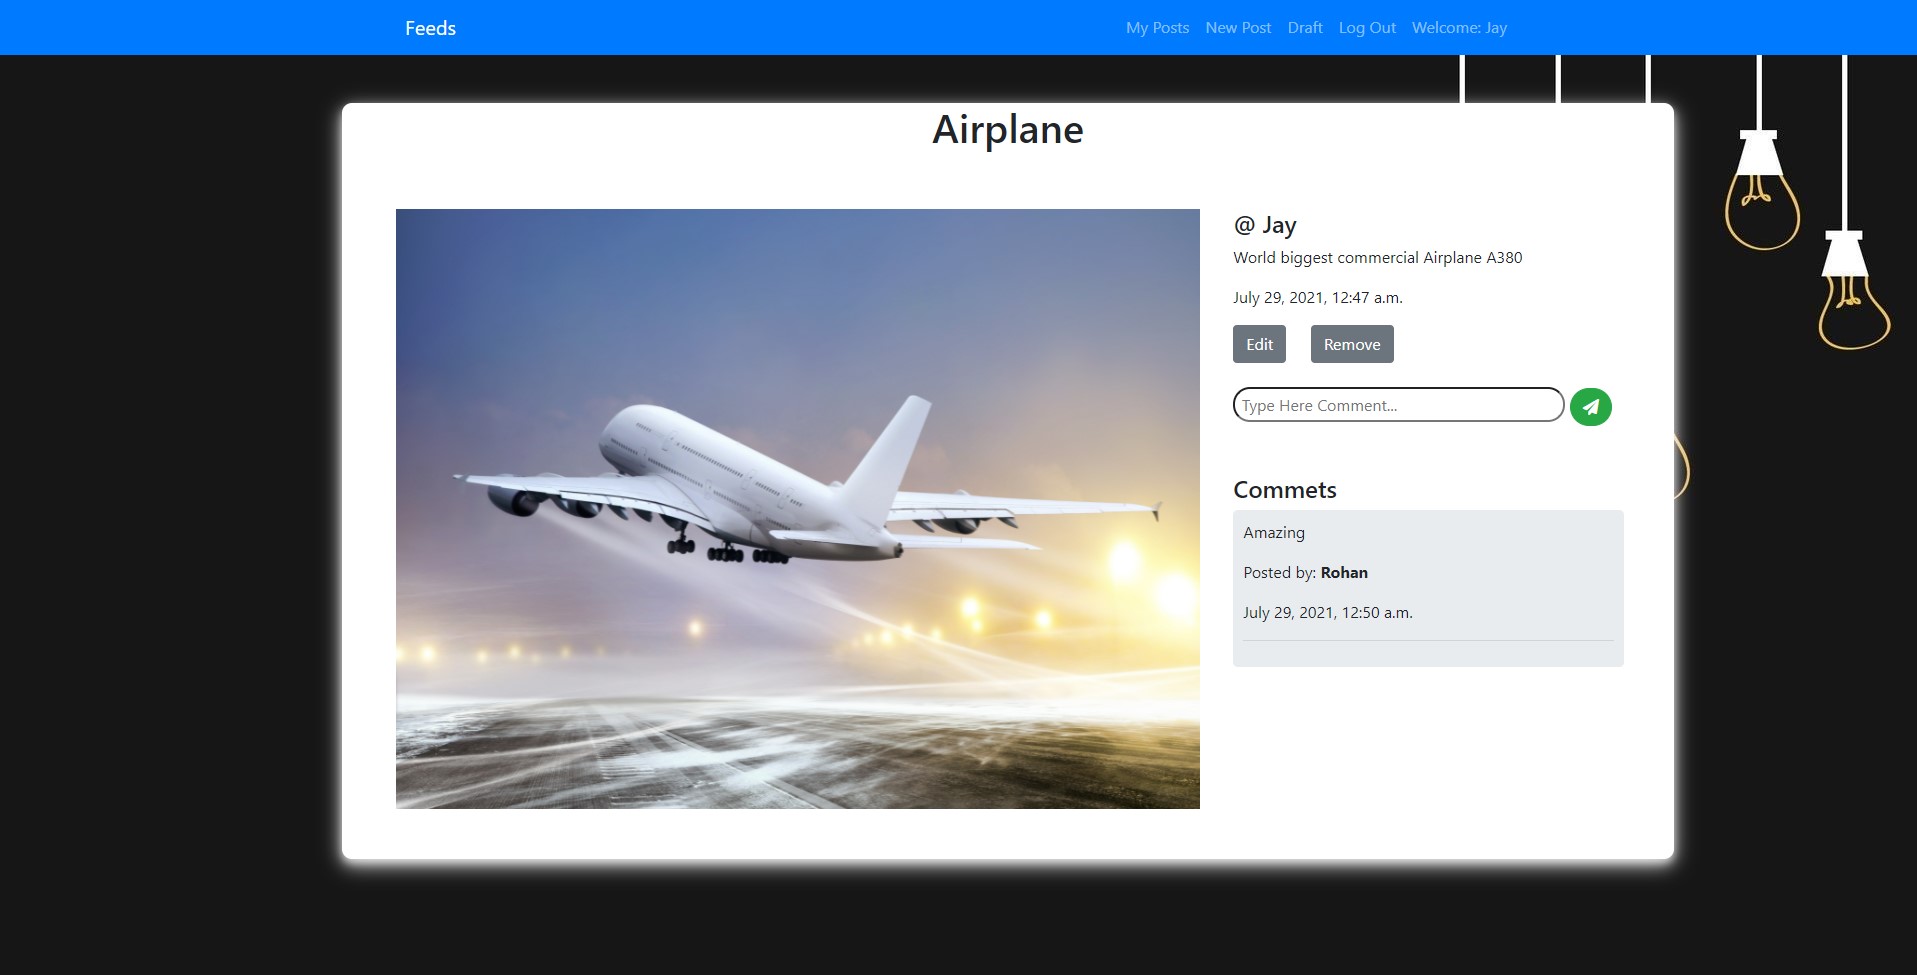 Feeds
My Posts New Post Draft Log Out Welcome: Jay
Airplane
@ Jay
World biggest commercial Airplane A380
July 29, 2021, 12:47 a.m.
Edit Remove
Type Here Comment...
Commets
Amazing
Posted by: Rohan
July 29, 2021, 12:50 a.m.